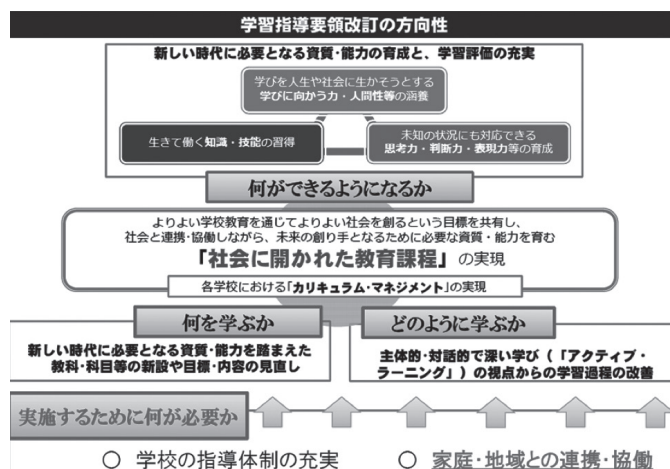 学習指導要領改訂の方向性
新しい時代に必要となる資質・能力の育成と、学習評価の充実
学びを人生や社会に生かそうとする
学びに向かう力・人間性等の涵養
生きて働く知識・技能の習得
未知の状況にも対応できる
思考力・判断力・表現力等の育成
何ができるようになるか
よりよい学校教育を通じてよりよい社会を創るという目標を共有し、
社会と連携・協働しながら、未来の創り手となるために必要な資質・能力を育む
「社会に開かれた教育課程」の実現
各学校における「カリキュラム・マネジメント」の実現
何を学ぶか
新しい時代に必要となる資質・能力を踏まえた
教科・科目等の新設や目標・内容の見直し
どのように学ぶか
主体的・対話的で深い学び（「アクティブ・
ラーニング」）の視点からの学習過程の改善
実施するために何が必要か
○ 学校の指導体制の充実
○ 家庭・地域との連携・協働